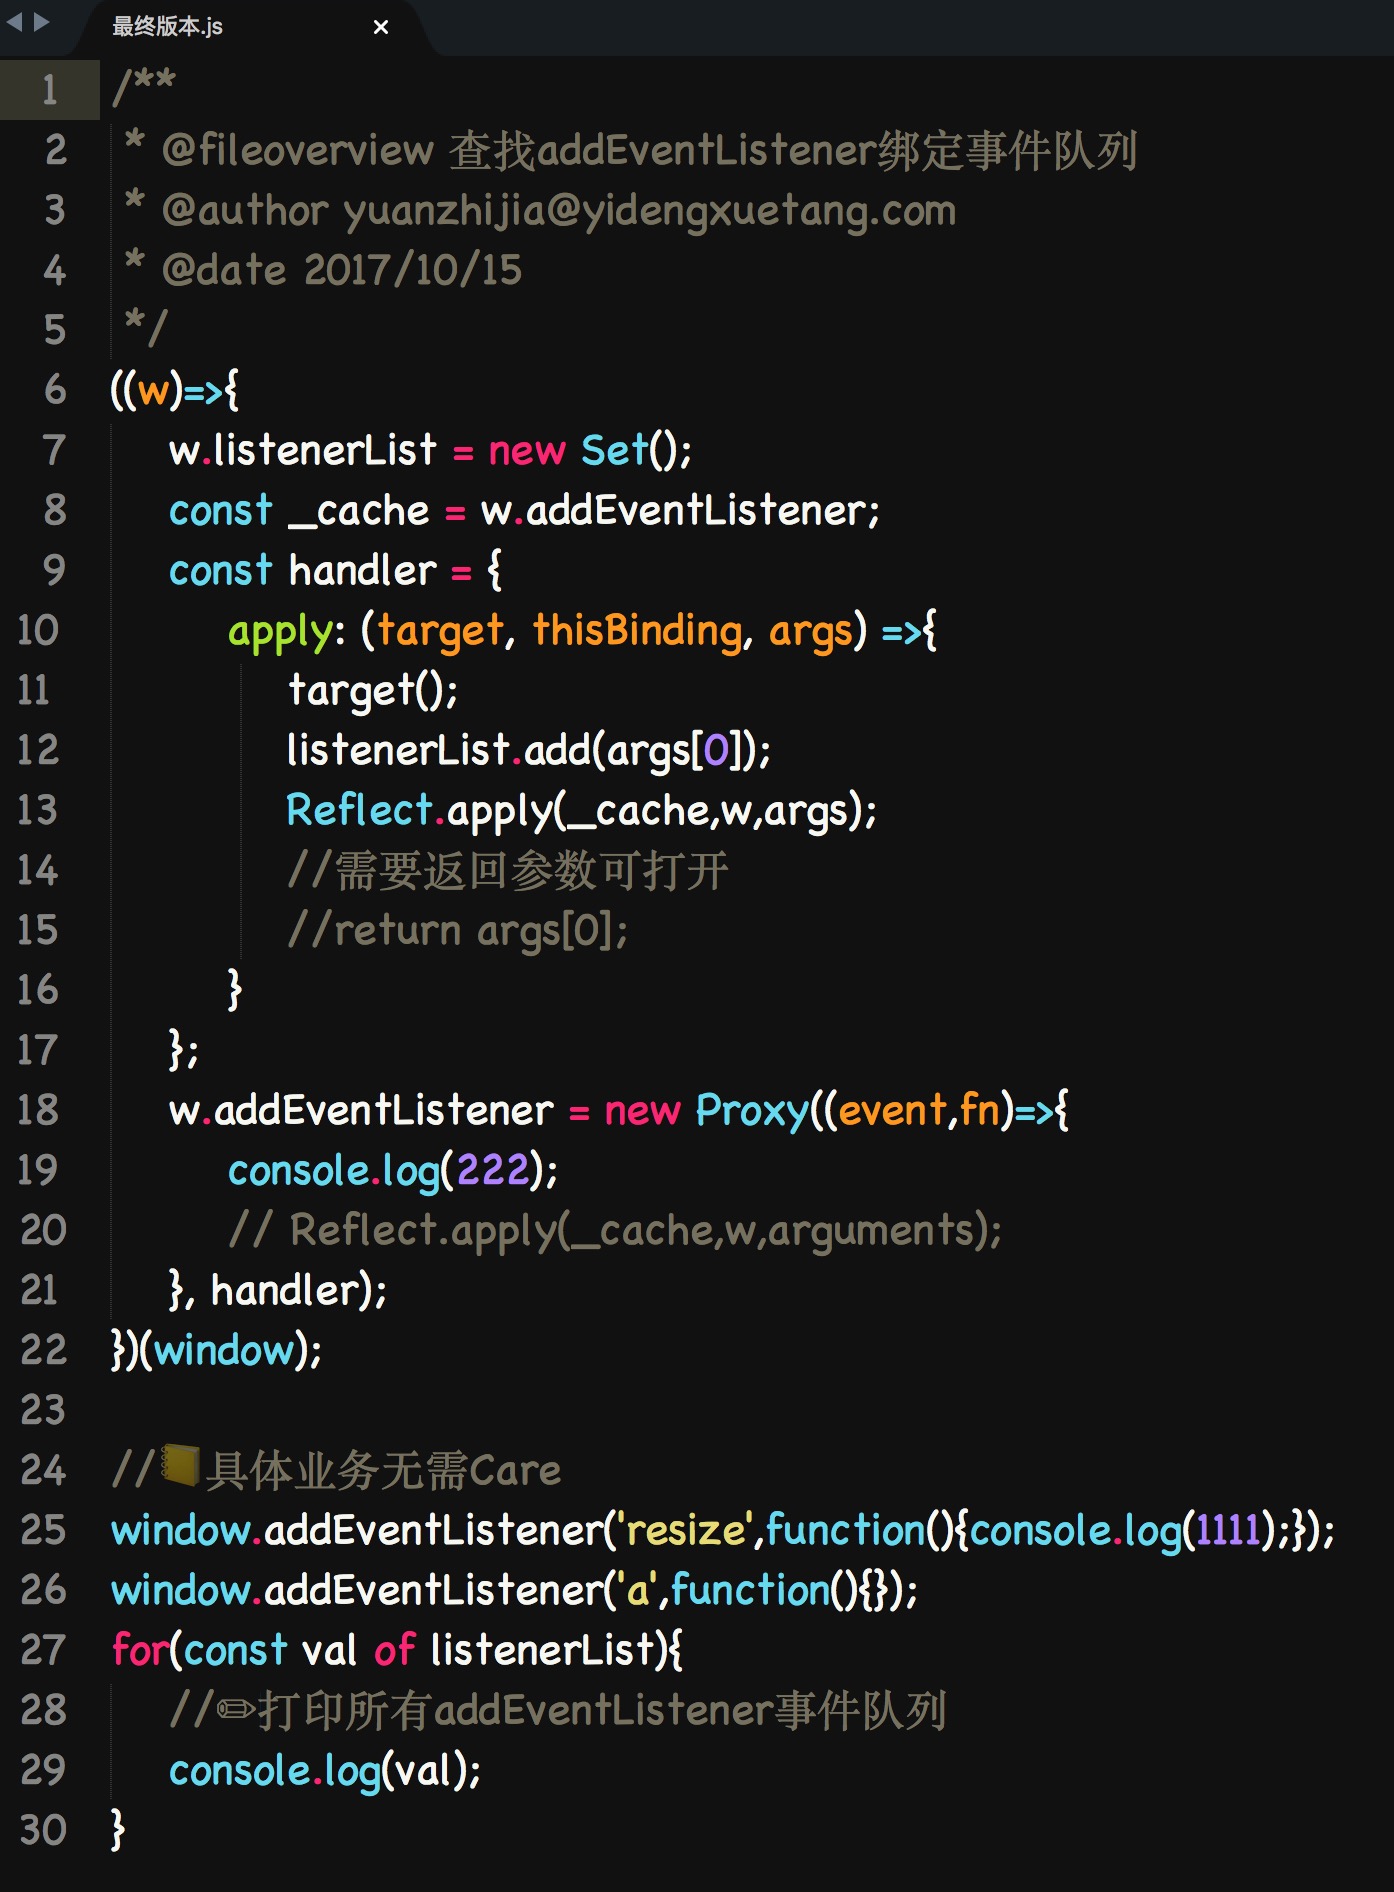 最终版本.js ×
1 /**
2 * @fileoverview 查找addEventListener绑定事件队列
3 * @author yuanzhijia@yidengxuetang.com
4 * @date 2017/10/15
5 */
6 ((w)=>{
7 w.listenerList = new Set();
8 const _cache = w.addEventListener;
9 const handler = {
10 apply: (target, thisBinding, args) =>{
11 target();
12 listenerList.add(args[0]);
13 Reflect.apply(_cache,w,args);
14 //需要返回参数可打开
15 //return args[0];
16 }
17 };
18 w.addEventListener = new Proxy((event,fn)=>{
19 console.log(222);
20 // Reflect.apply(_cache,w,arguments);
21 }, handler);
22 })(window);
23
24 //📒具体业务无需Care
25 window.addEventListener('resize',function(){console.log(1111);});
26 window.addEventListener('a',function(){});
27 for(const val of listenerList){
28 //✏打印所有addEventListener事件队列
29 console.log(val);
30 }